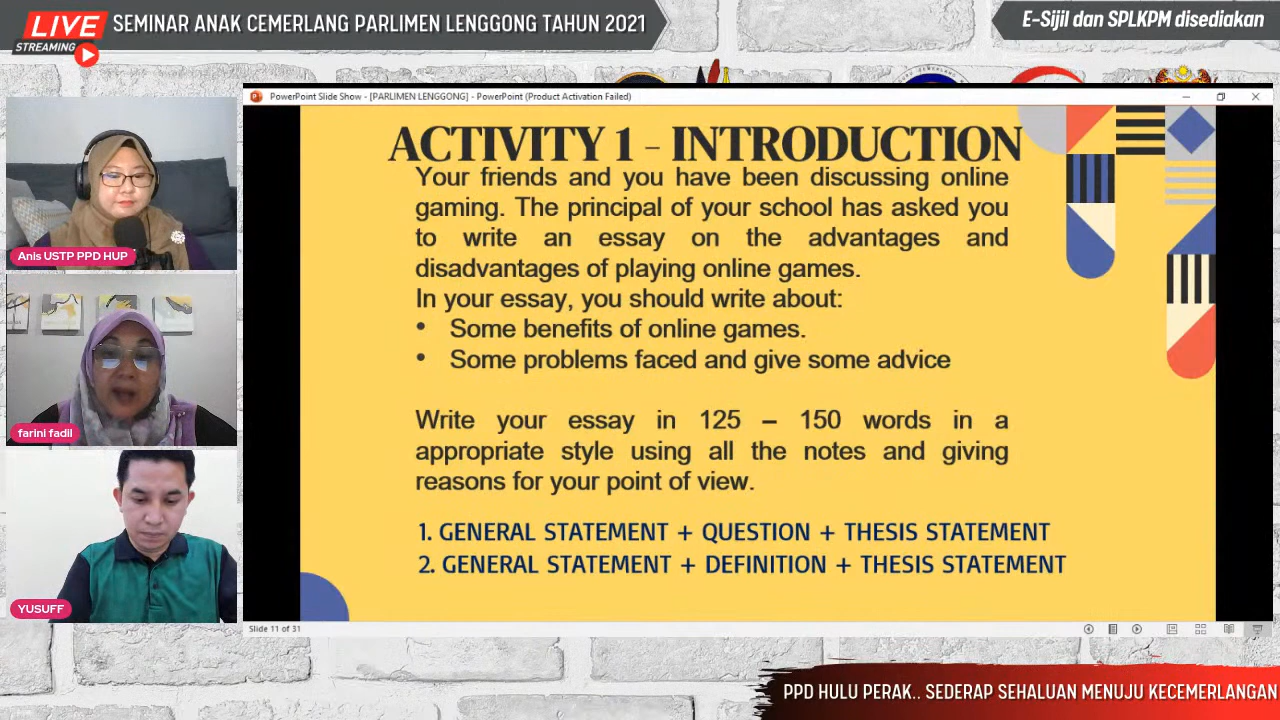 LIVE
STREAMING
SEMINAR ANAK CEMERLANG PARLIMEN LENGGONG TAHUN 2021
E-Sijil dan SPLKPM disediakan
PowerPoint Slide Show - [PARLIMEN LENGGONG] - PowerPoint (Product Activation Failed)
ACTIVITY 1 - INTRODUCTION
Your friends and you have been discussing online
gaming. The principal of your school has asked you
to write an essay on the advantages and
disadvantages of playing online games.
In your essay, you should write about:
• Some benefits of online games.
• Some problems faced and give some advice
Write your essay in 125 – 150 words in a
appropriate style using all the notes and giving
reasons for your point of view.
1. GENERAL STATEMENT + QUESTION + THESIS STATEMENT
2. GENERAL STATEMENT + DEFINITION + THESIS STATEMENT
Slide 11 of 31
Anis USTP PPD HUP
farini fadil
YUSUFF
PPD HULU PERAK.. SEDERAP SEHALUAN MENUJU KECEMERLANGAN